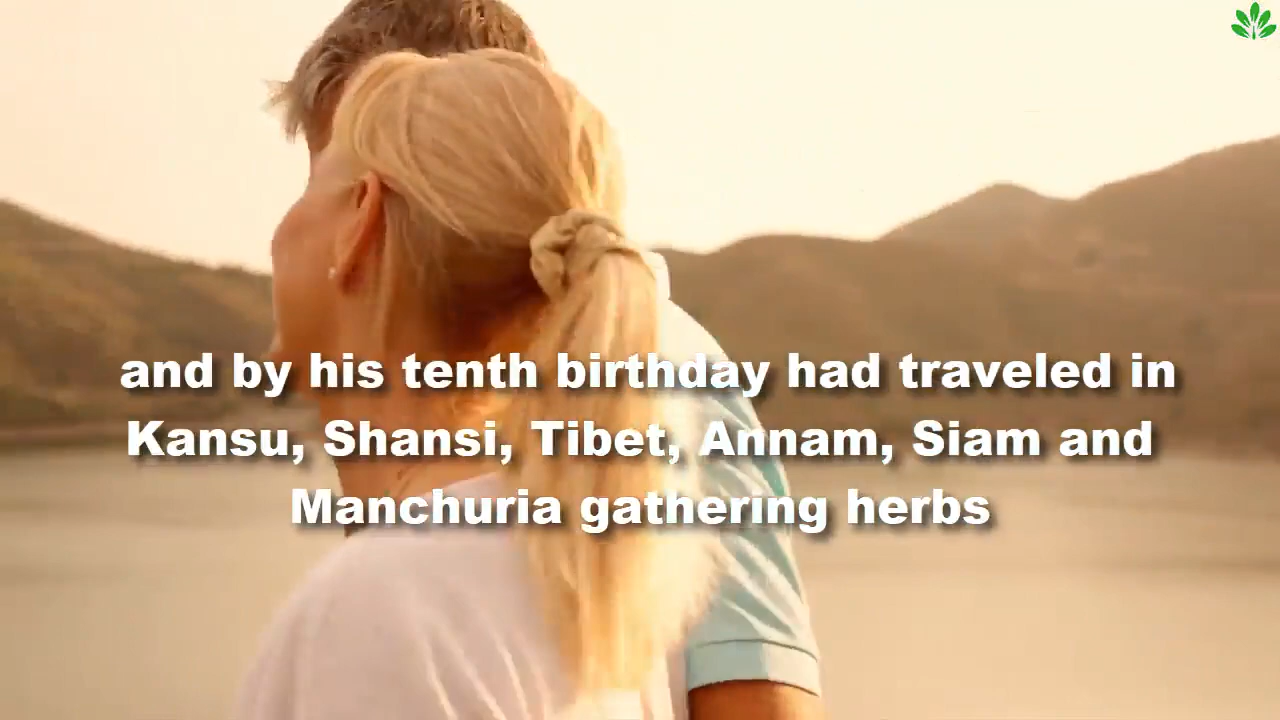 and by his tenth birthday had traveled in
Kansu, Shansi, Tibet, Annam, Siam and
Manchuria gathering herbs